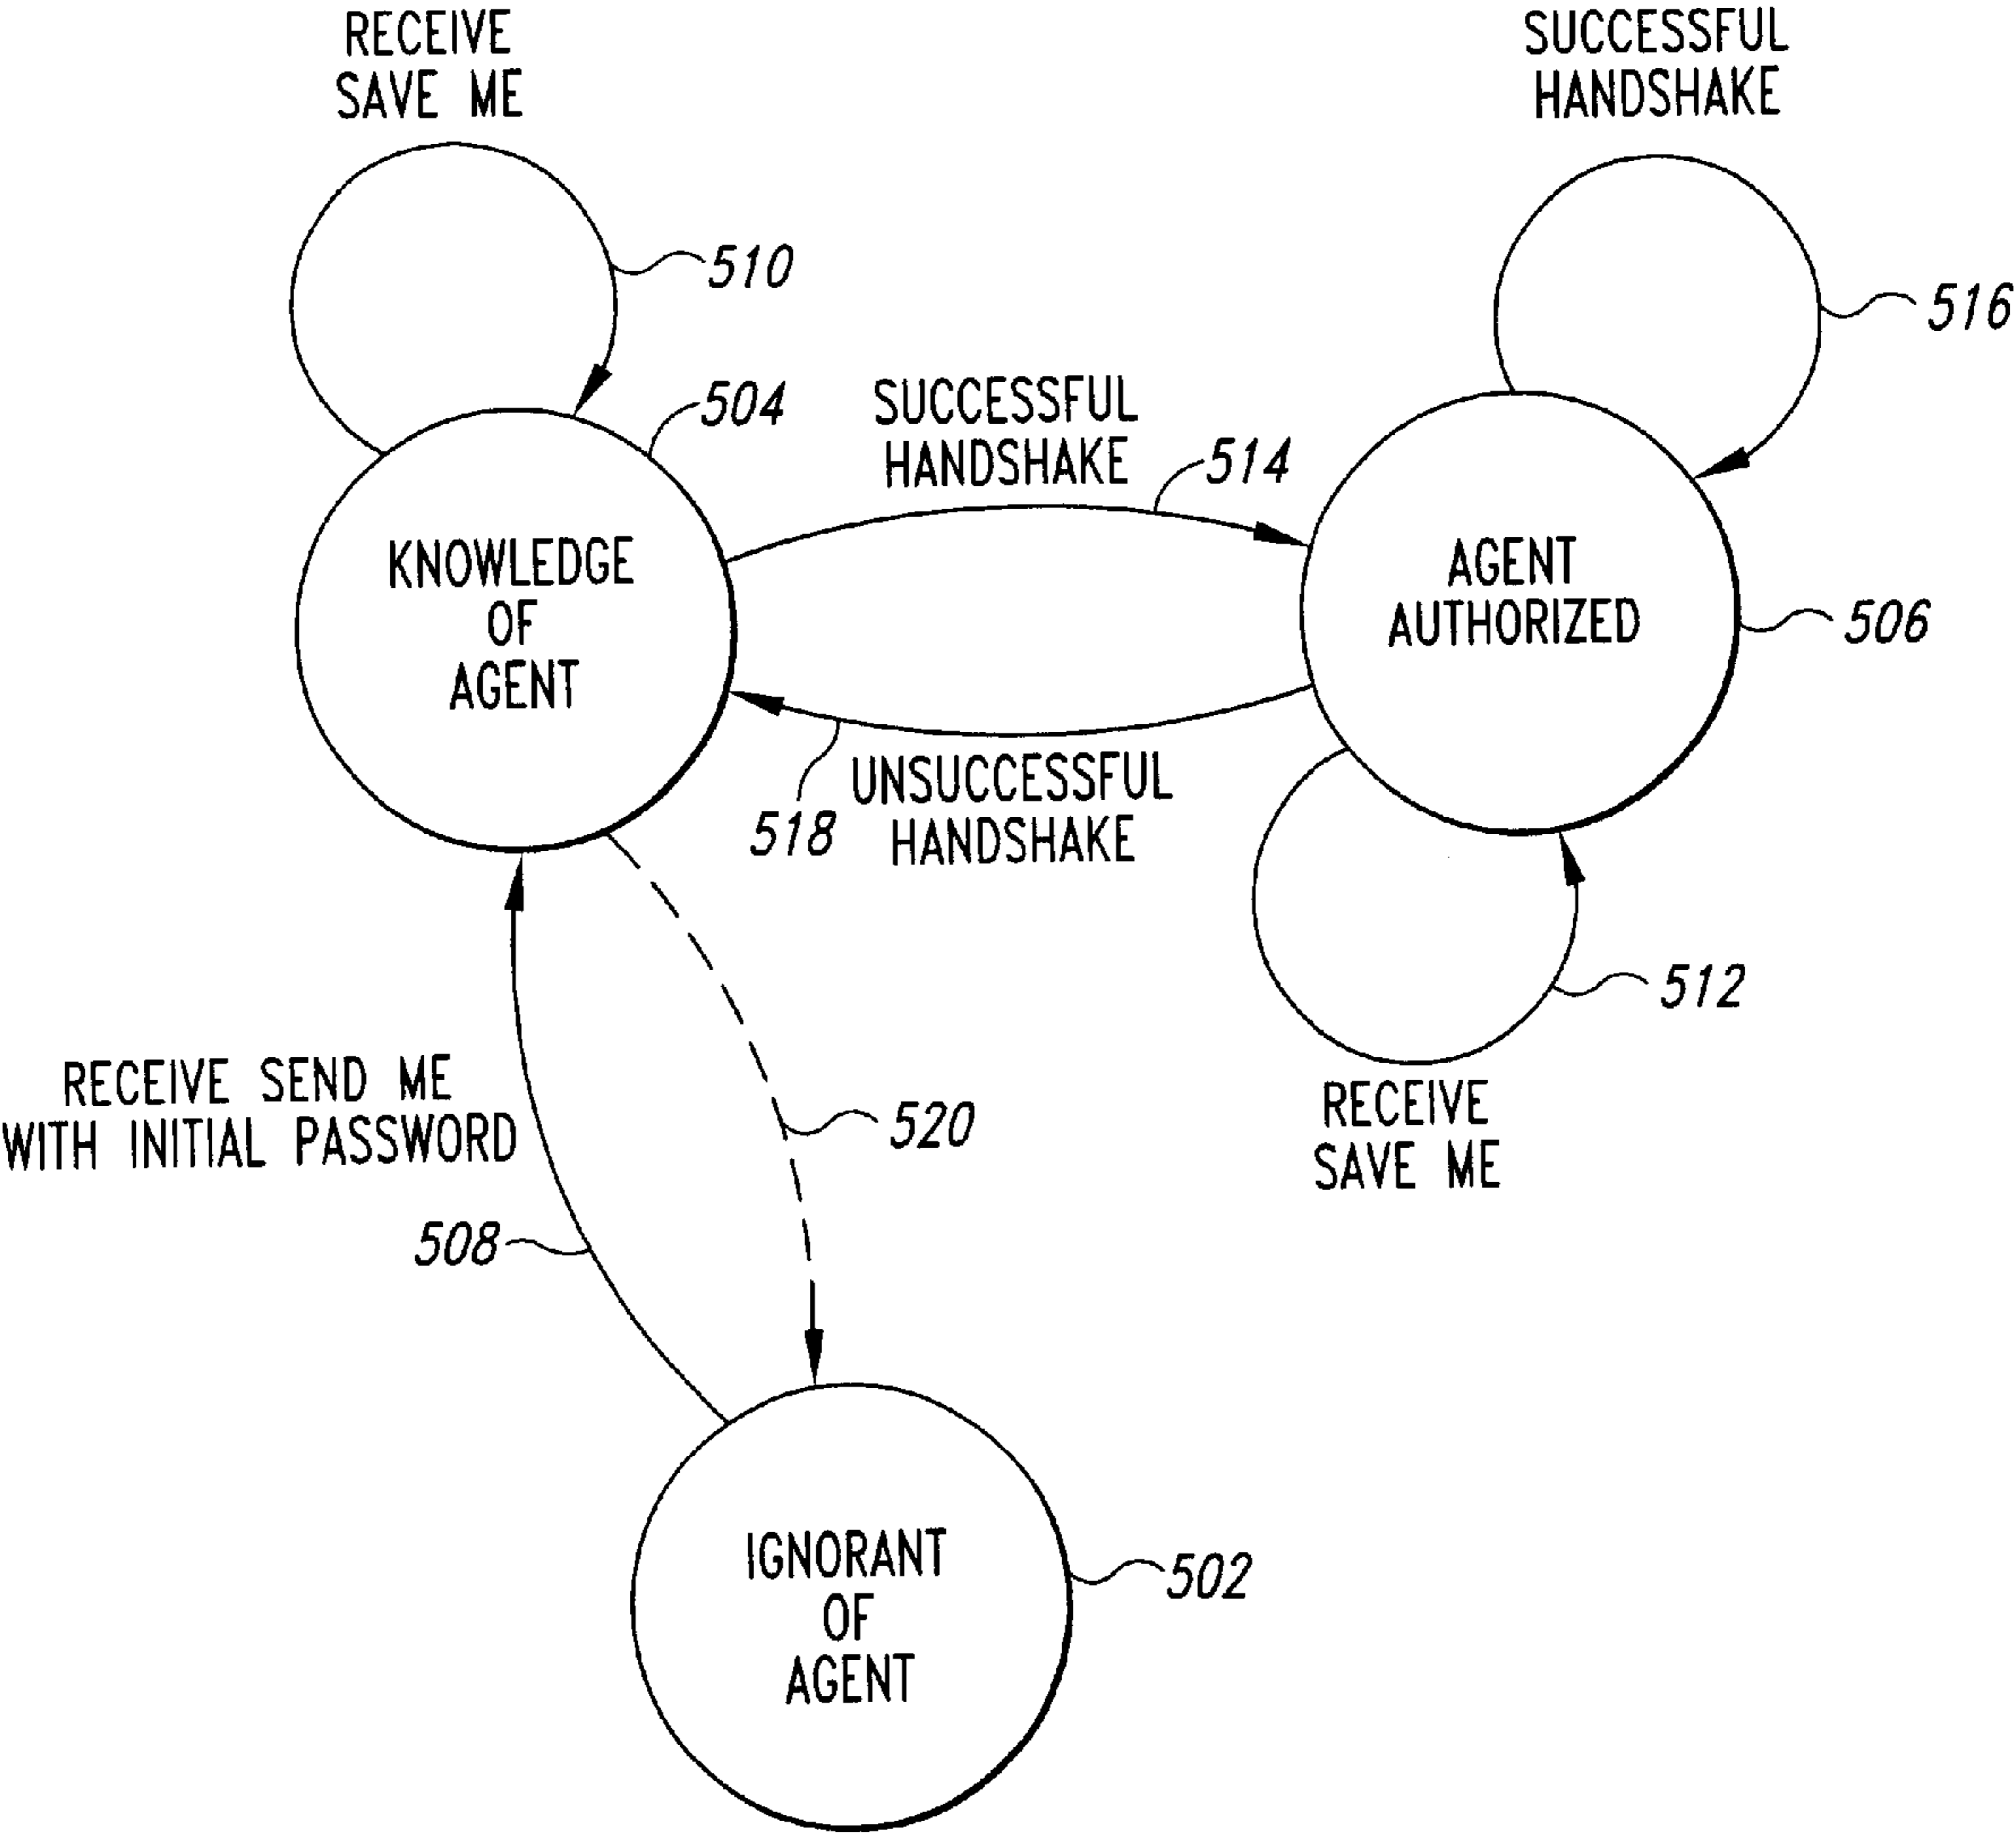 RECEIVE
SAVE ME
SUCCESSFUL
HANDSHAKE
510
516
504
SUCCESSFUL
HANDSHAKE
514
KNOWLEDGE
OF
AGENT
AGENT
AUTHORIZED
506
518
UNSUCCESSFUL
HANDSHAKE
512
RECEIVE SEND ME
WITH INITIAL PASSWORD
520
RECEIVE
SAVE ME
508
IGNORANT
OF
AGENT
502